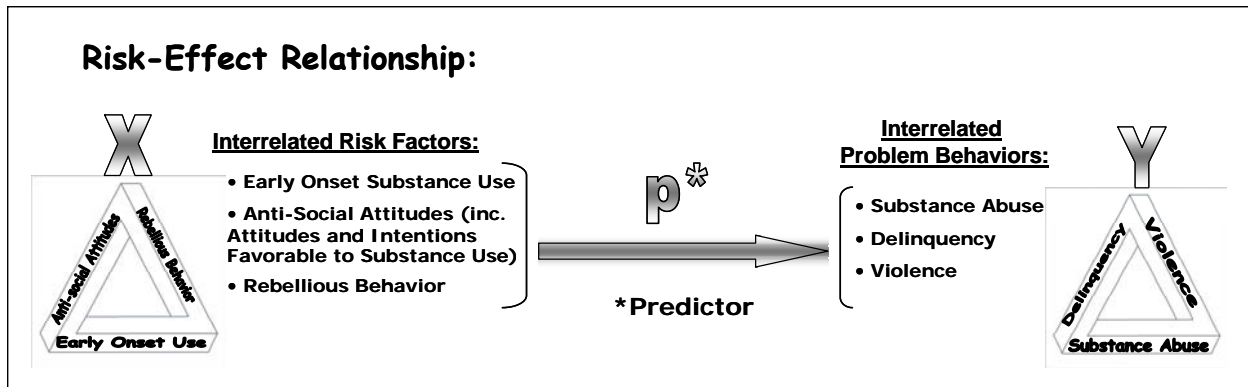 Risk-Effect Relationship:
X
Anti-social Attitudes
Rebellious Behavior
Early Onset Use
Interrelated Risk Factors:
• Early Onset Substance Use
• Anti-Social Attitudes (inc.
Attitudes and Intentions
Favorable to Substance Use)
• Rebellious Behavior
p*
*Predictor
Interrelated
Problem Behaviors:
• Substance Abuse
• Delinquency
• Violence
Y
Delinquency
Violence
Substance Abuse